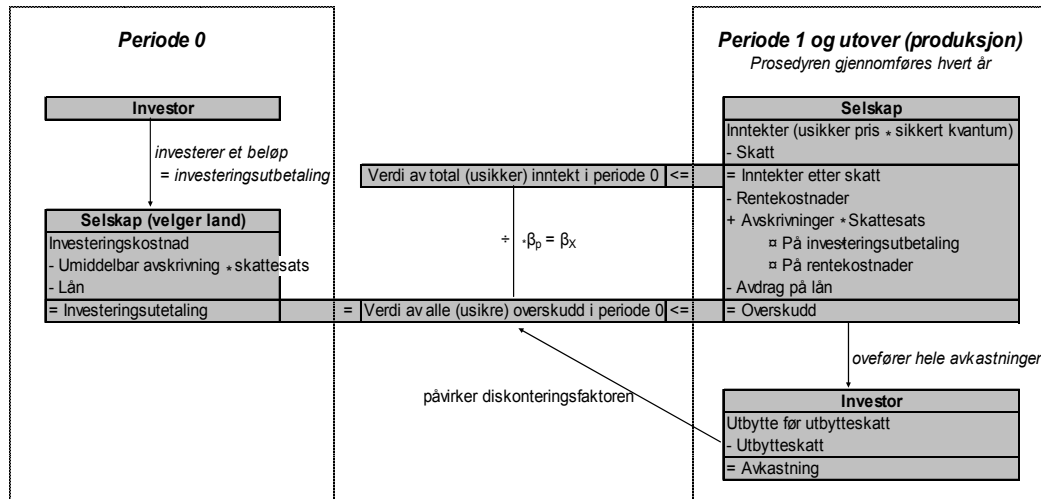 Periode 0
Investor
investerer et beløp
= investeringsutbetaling
Selskap (velger land)
Investeringskostnad
- Umiddelbar avskrivning * skattesats
- Lån
= Investeringsutetaling
Verdi av total (usikker) inntekt i periode 0 <=
÷ *βp = βX
= Verdi av alle (usikre) overskudd i periode 0 <=
påvirker diskonteringsfaktoren
Periode 1 og utover (produksjon)
Prosedyren gjennomføres hvert år
Selskap
Inntekter (usikker pris * sikkert kvantum)
- Skatt
= Inntekter etter skatt
- Rentekostnader
+ Avskrivninger * Skattesats
¤ På investeringsutbetaling
¤ På rentekostnader
- Avdrag på lån
= Overskudd
ovefører hele avkastninger
Investor
Utbytte før utbytteskatt
- Utbytteskatt
= Avkastning